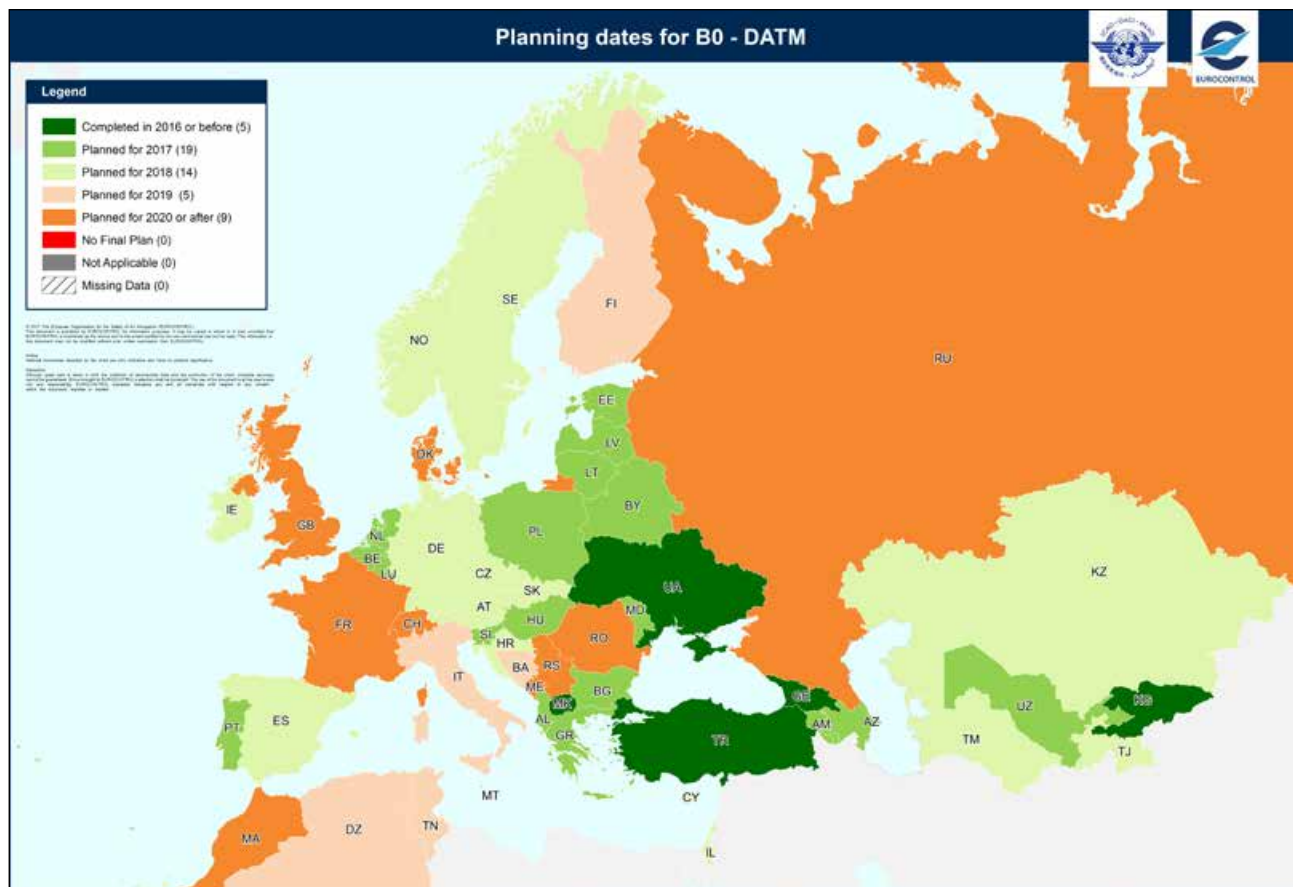 Planning dates for B0 - DATM
EUROCONTROL
Legend
Completed in 2016 or before (5)
Planned for 2017 (19)
Planned for 2018 (14)
Planned for 2019 (5)
Planned for 2020 or after (9)
No Final Plan (0)
Not Applicable (0)
Missing Data (0)
SE
FI
NO
RU
EE
LV
DK
LT
IE
BY
GB
NL
PL
DE
BE
KZ
LU
CZ
UA
SK
AT
MD
FR
CH
HU
SI
RO
HR
IT
BA
RS
ME
BG
MK
GE
KG
PT
ES
AL
UZ
AM
AZ
GR
TR
TM
TJ
MT
CY
DZ
TN
MA
IL